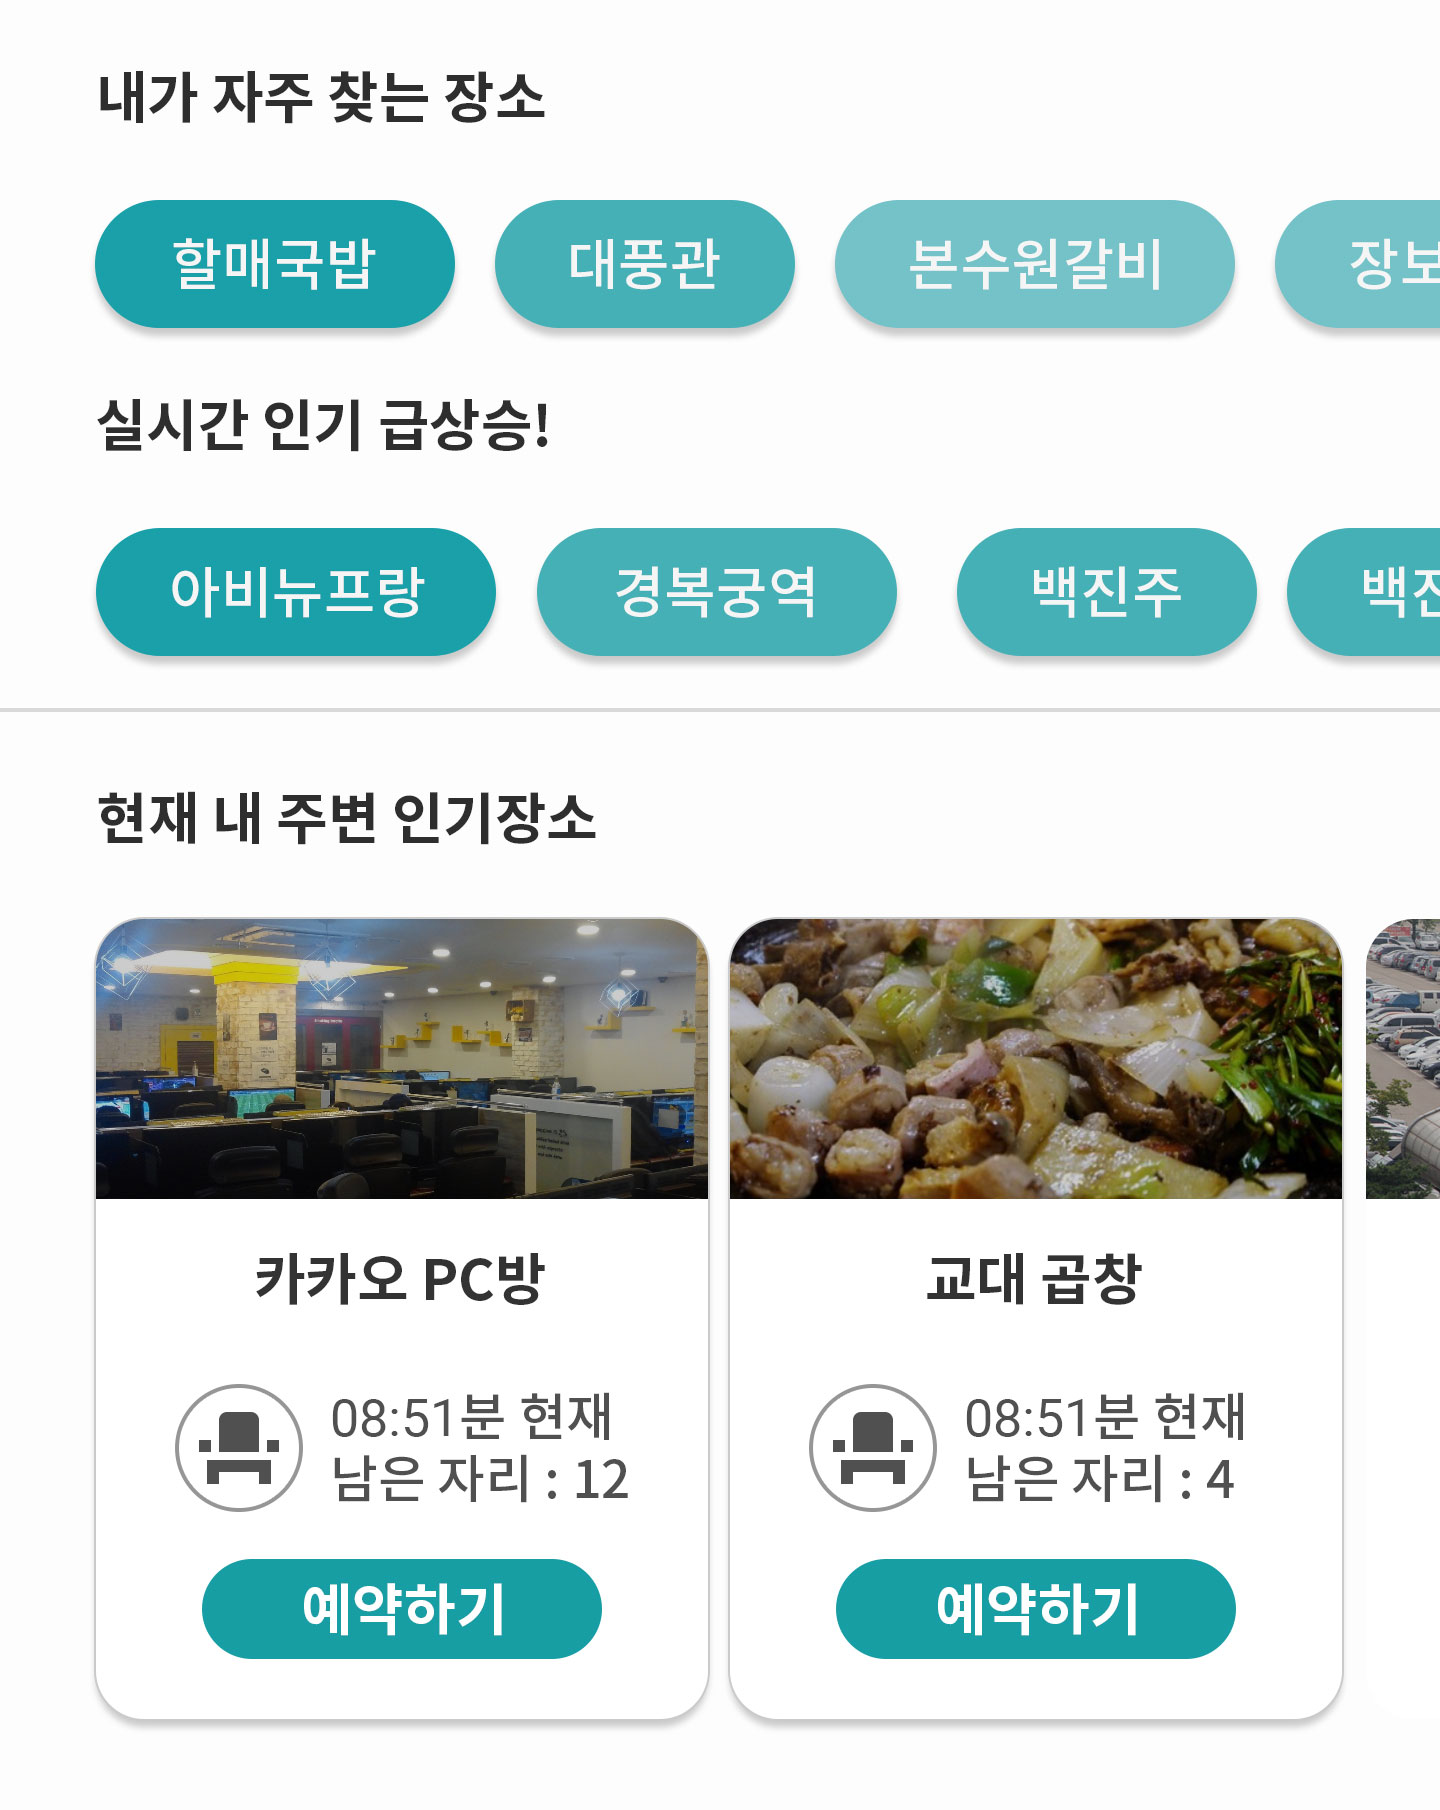 내가 자주 찾는 장소
할매국밥 대풍관 본수원갈비 장보
실시간 인기 급상승!
아비뉴프랑 경복궁역 백진주 백진
현재 내 주변 인기장소
카카오 PC방
08:51분 현재
남은 자리 : 12
예약하기
교대 곱창
08:51분 현재
남은 자리 : 4
예약하기